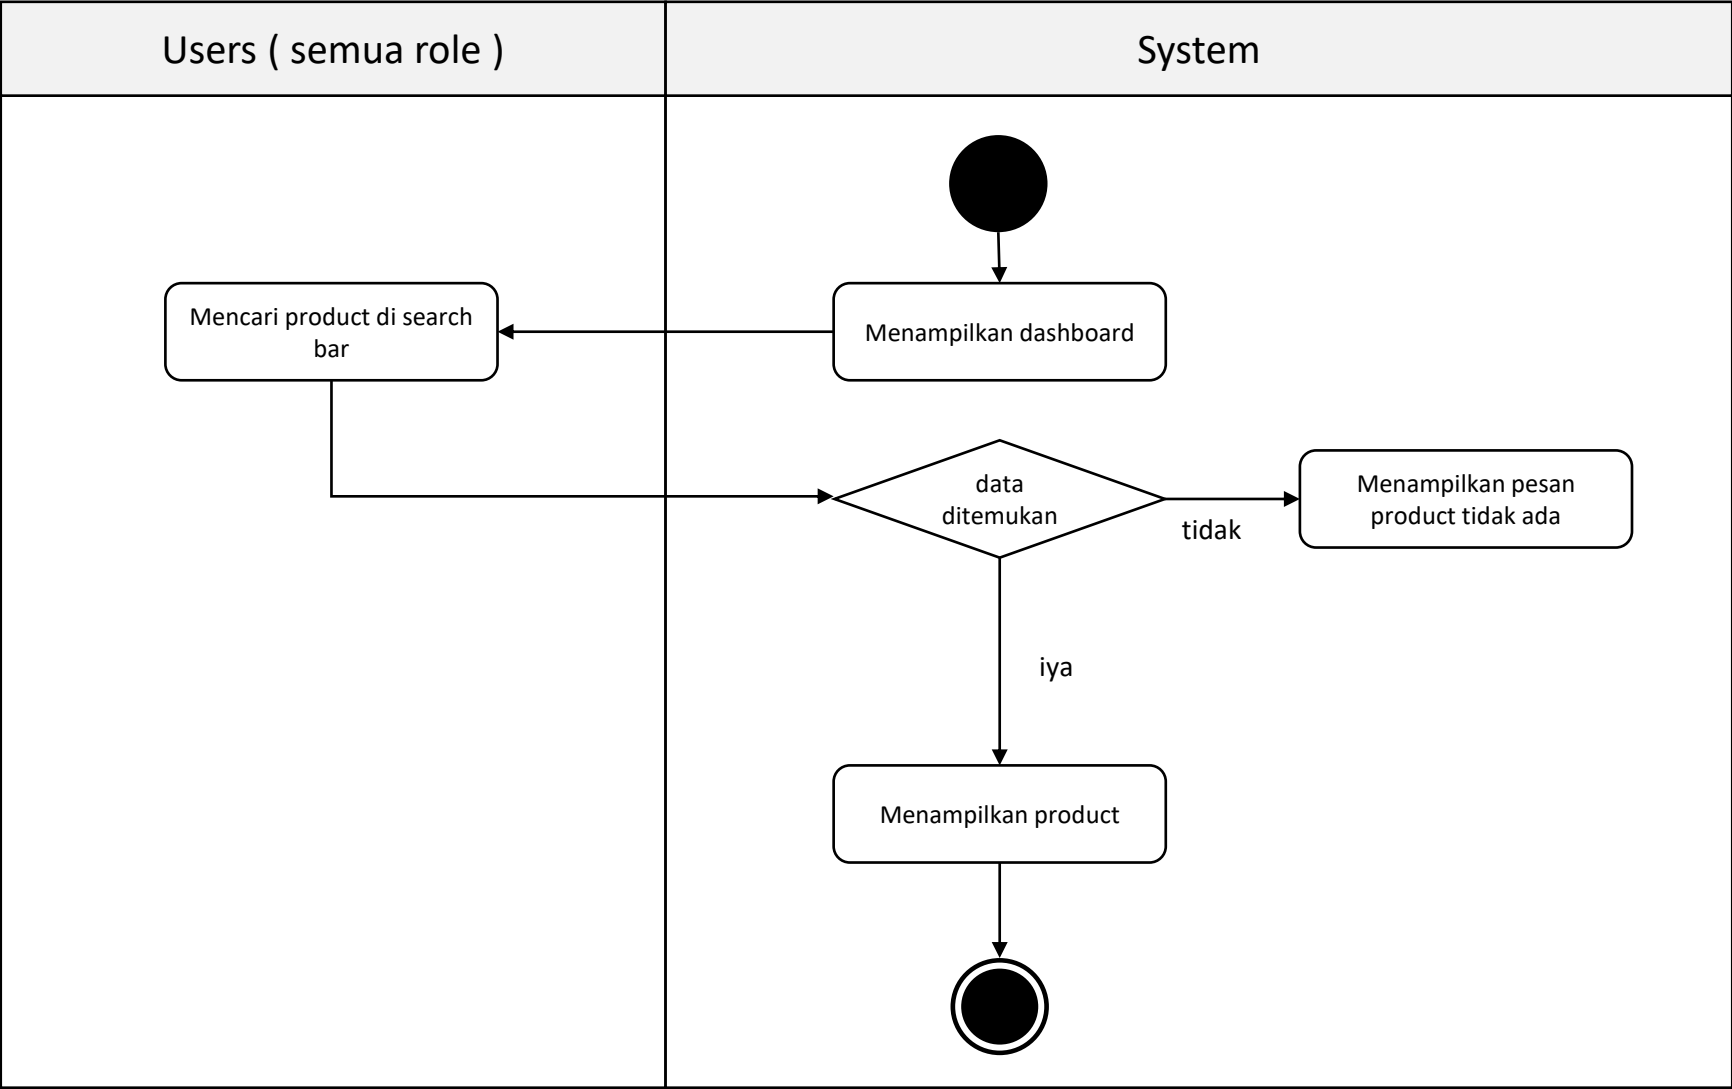 Users ( semua role )
System
Mencari product di search
bar
Menampilkan dashboard
data
ditemukan
tidak
Menampilkan pesan
product tidak ada
iya
Menampilkan product